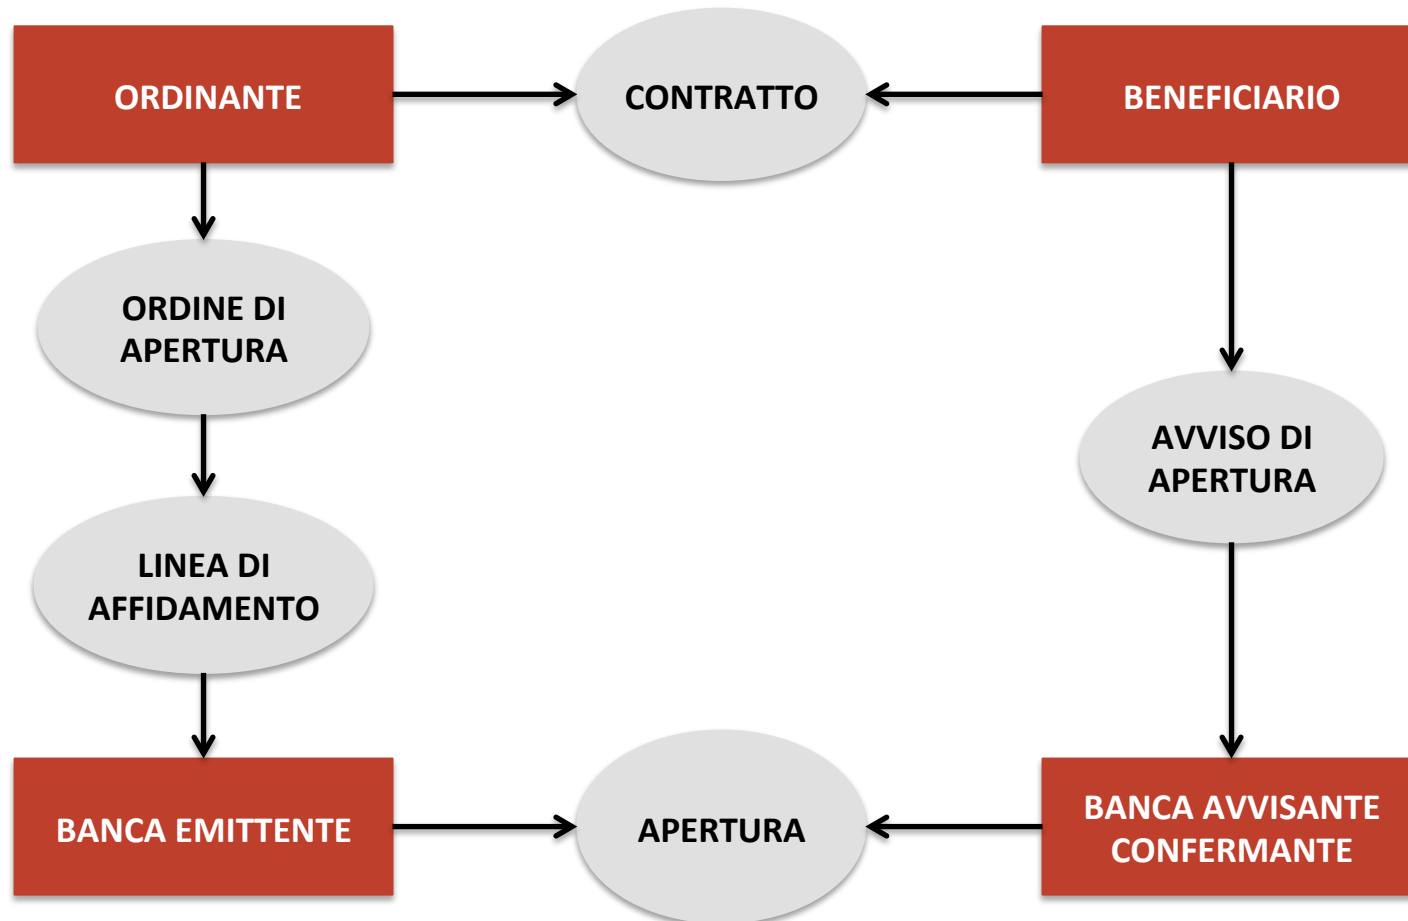 ORDINANTE
CONTRATTO
BENEFICIARIO
ORDINE DI
APERTURA
AVVISO DI
APERTURA
LINEA DI
AFFIDAMENTO
BANCA EMITTENTE
APERTURA
BANCA AVVISANTE
CONFERMANTE